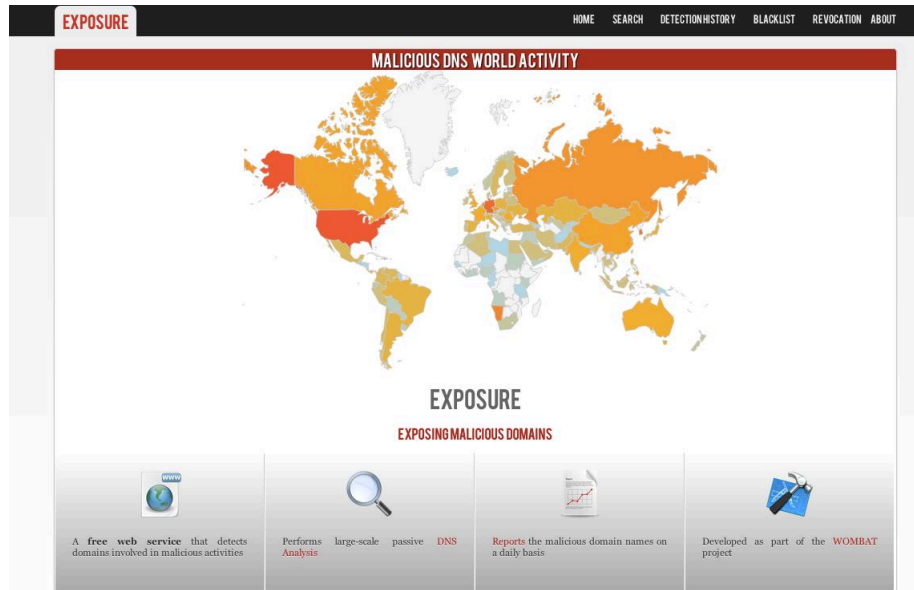 EXPOSURE
HOME SEARCH DETECTION HISTORY BLACKLIST REVOCATION ABOUT
MALICIOUS DNS WORLD ACTIVITY
EXPOSURE
EXPOSING MALICIOUS DOMAINS
WWW
A free web service that detects
domains involved in malicious activities
Performs large-scale passive DNS
Analysis
Reports the malicious domain names on
a daily basis
Developed as part of the WOMBAT
project